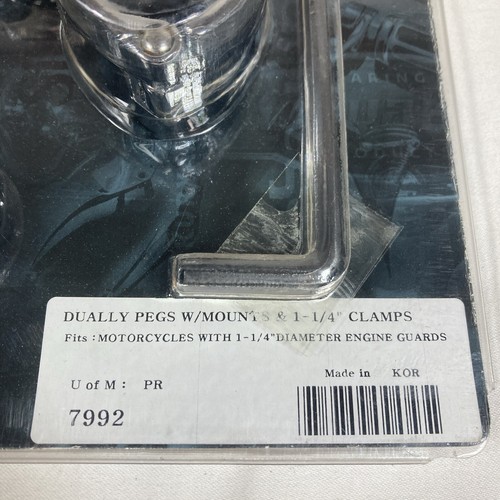 ARING
DUALLY PEGS W/MOUNTS & 1-1/4" CLAMPS
Fits : MOTORCYCLES WITH 1-1/4"DIAMETER ENGINE GUARDS
Made in KOR
U of M : PR
7992